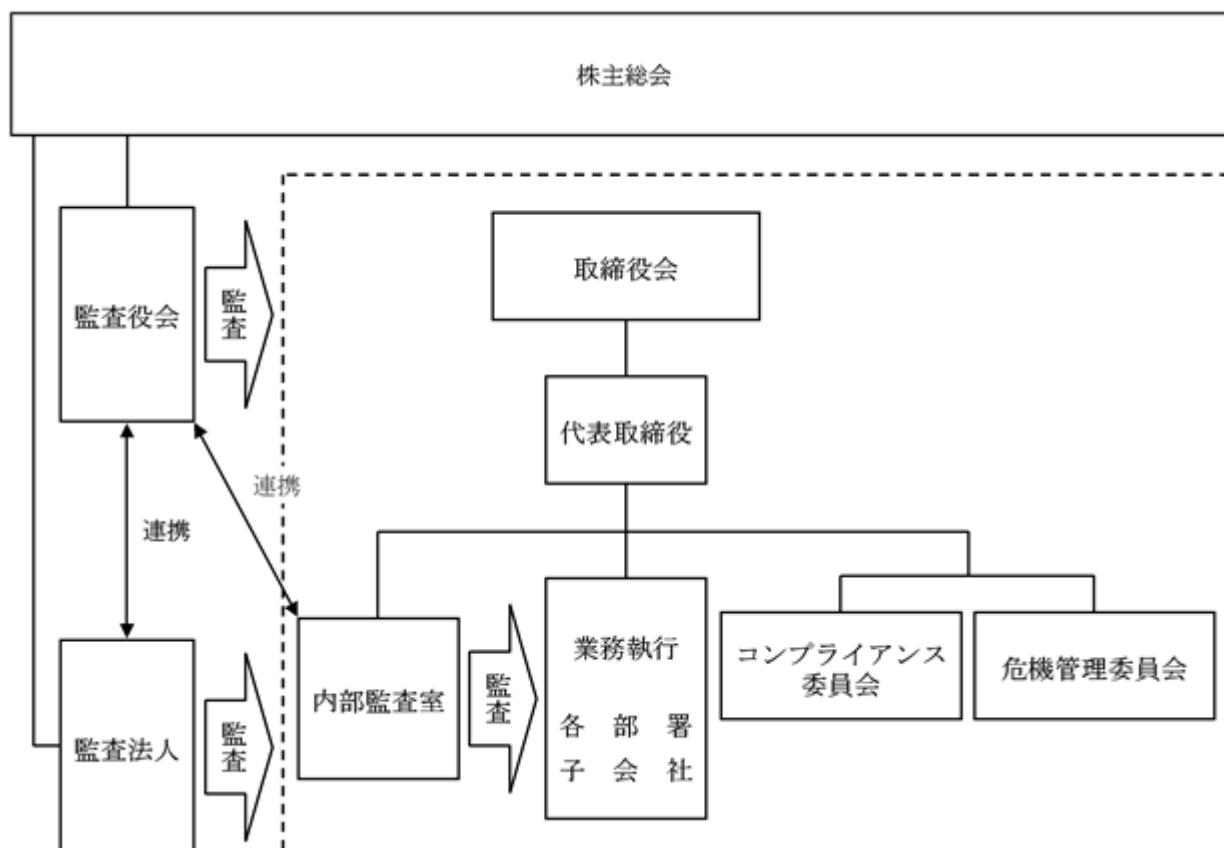 株主総会
取締役会
監査役会
監査
代表取締役
連携
連携
業務執行
コンプライアンス
委員会
危機管理委員会
内部監査室
監査
各部署
子会社
監査法人
監査